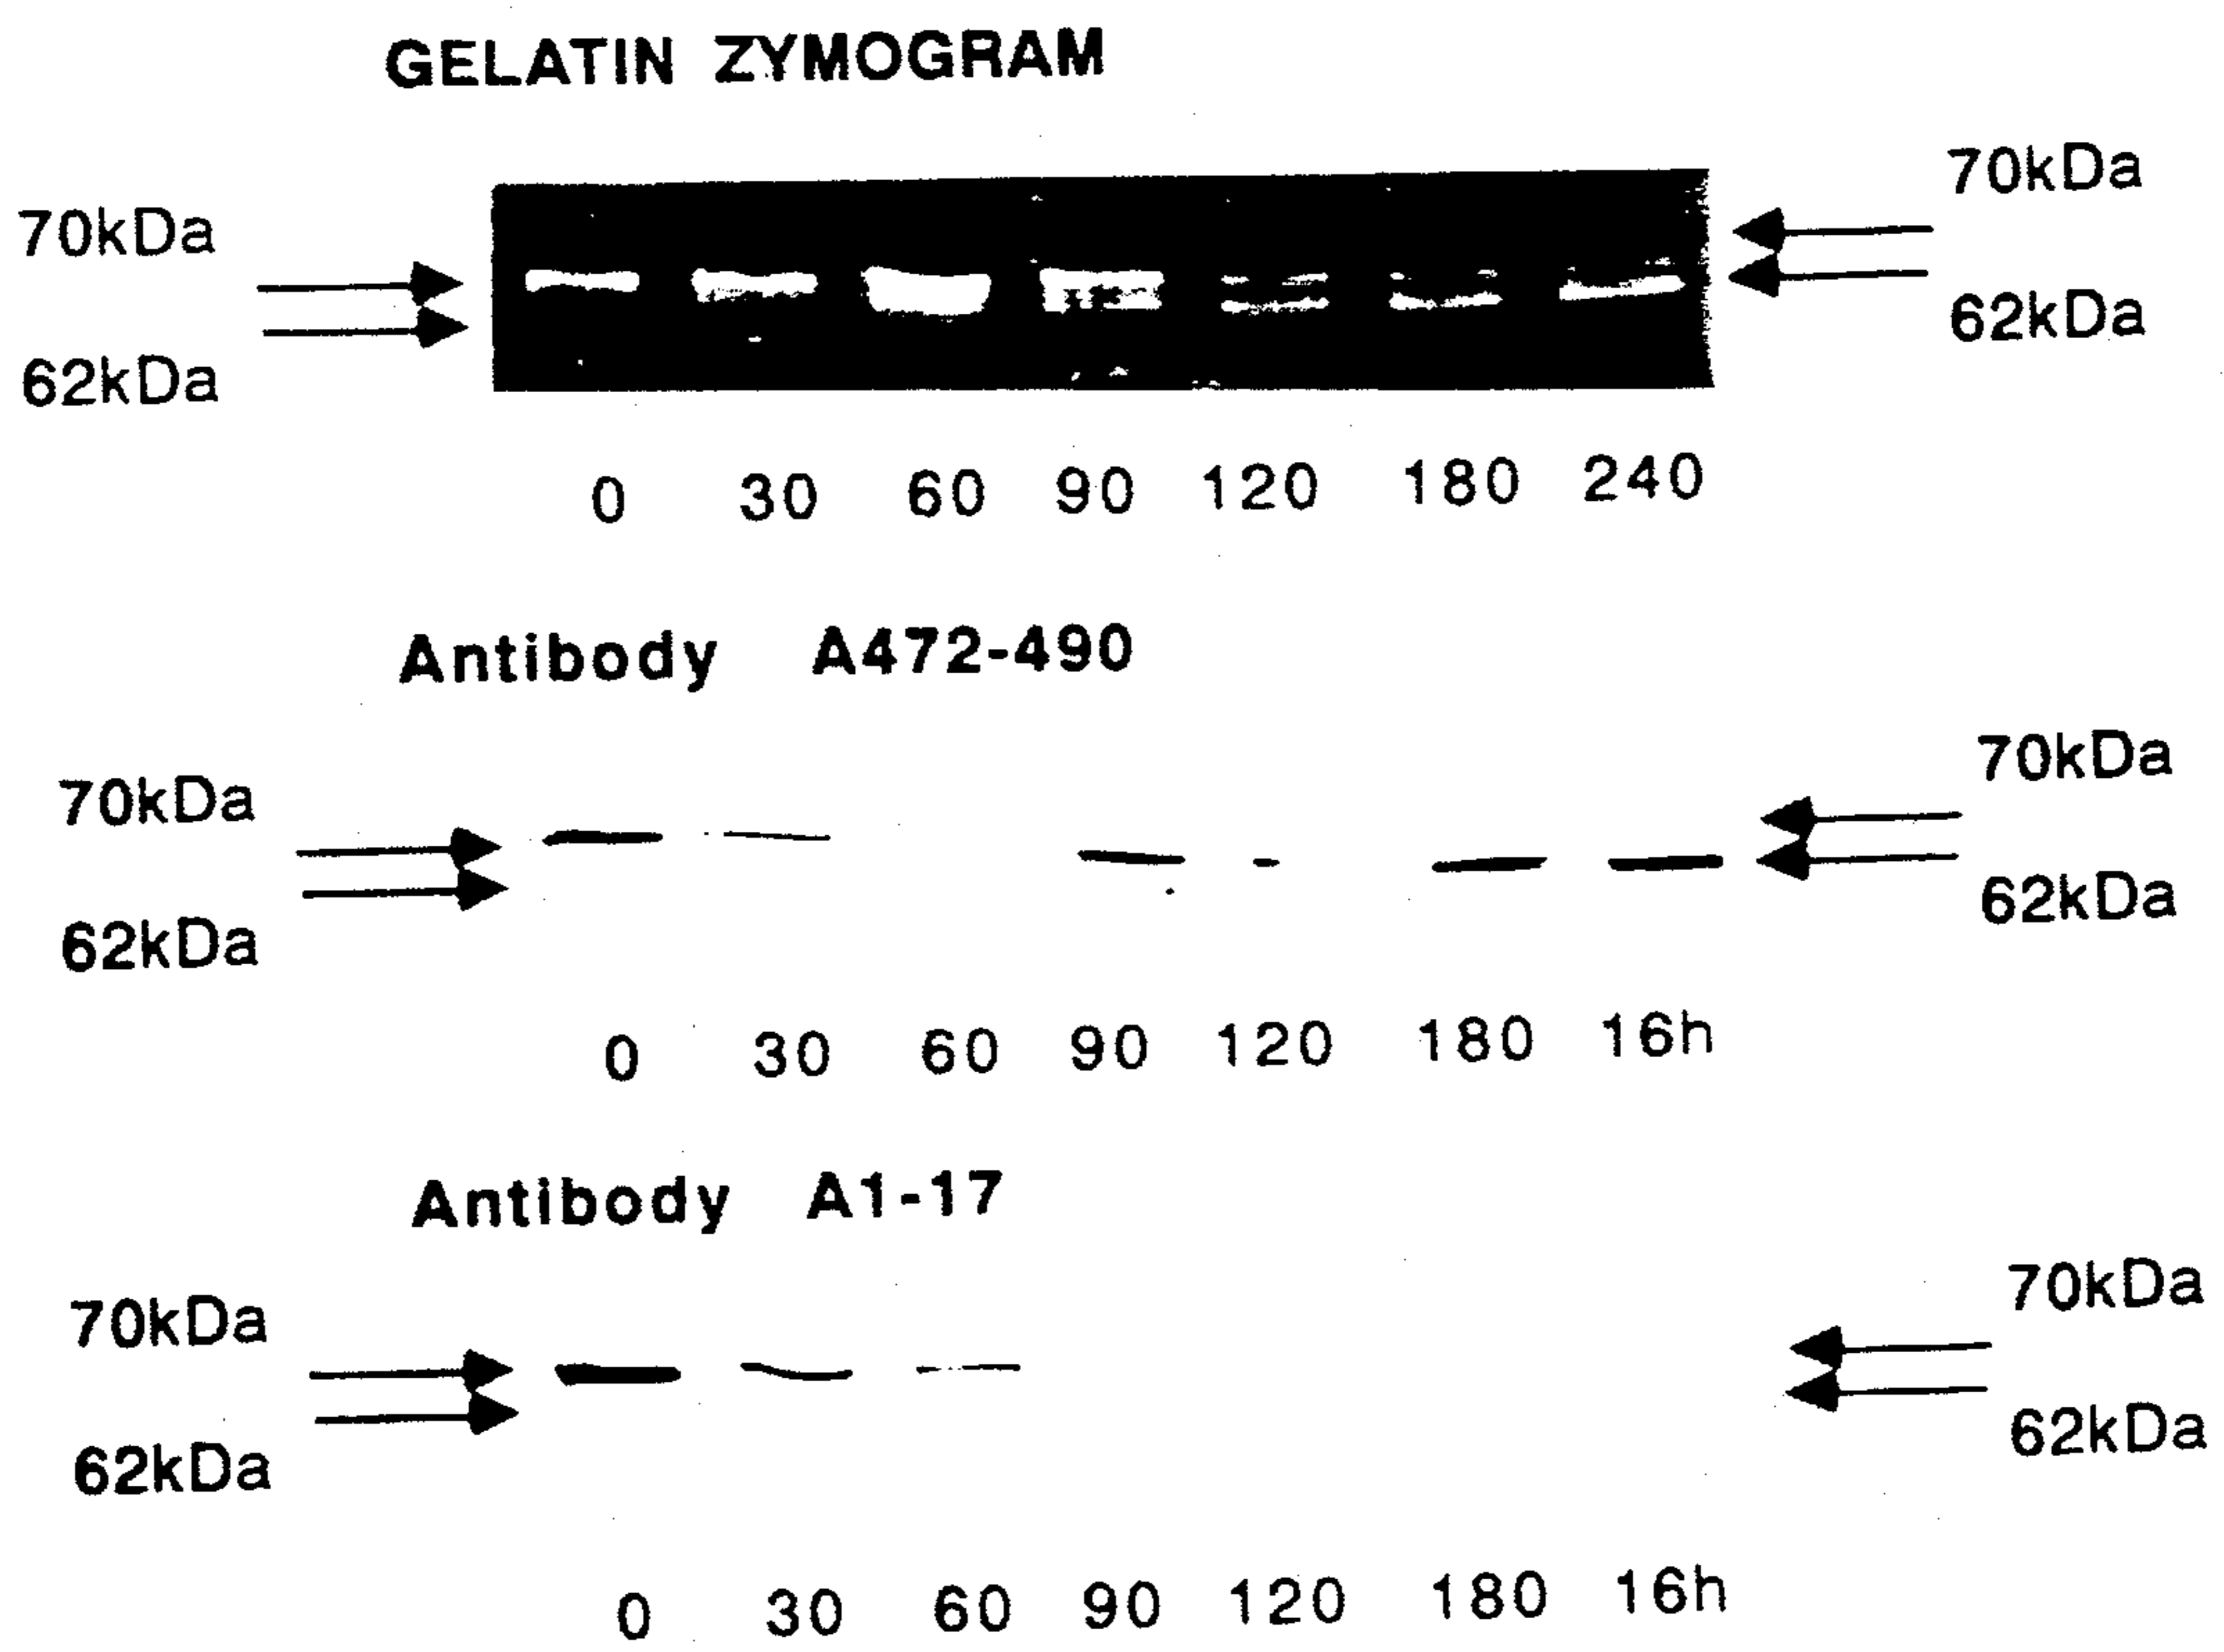 GELATIN ZYMOGRAM
70kDa
70kDa
62kDa
62kDa
0 30 60 90 120 180 240
Antibody A472-490
70kDa
70kDa
62kDa
62kDa
0 30 60 90 120 180 16h
Antibody A1-17
70kDa
70kDa
62kDa
62kDa
0 30 60 90 120 180 16h